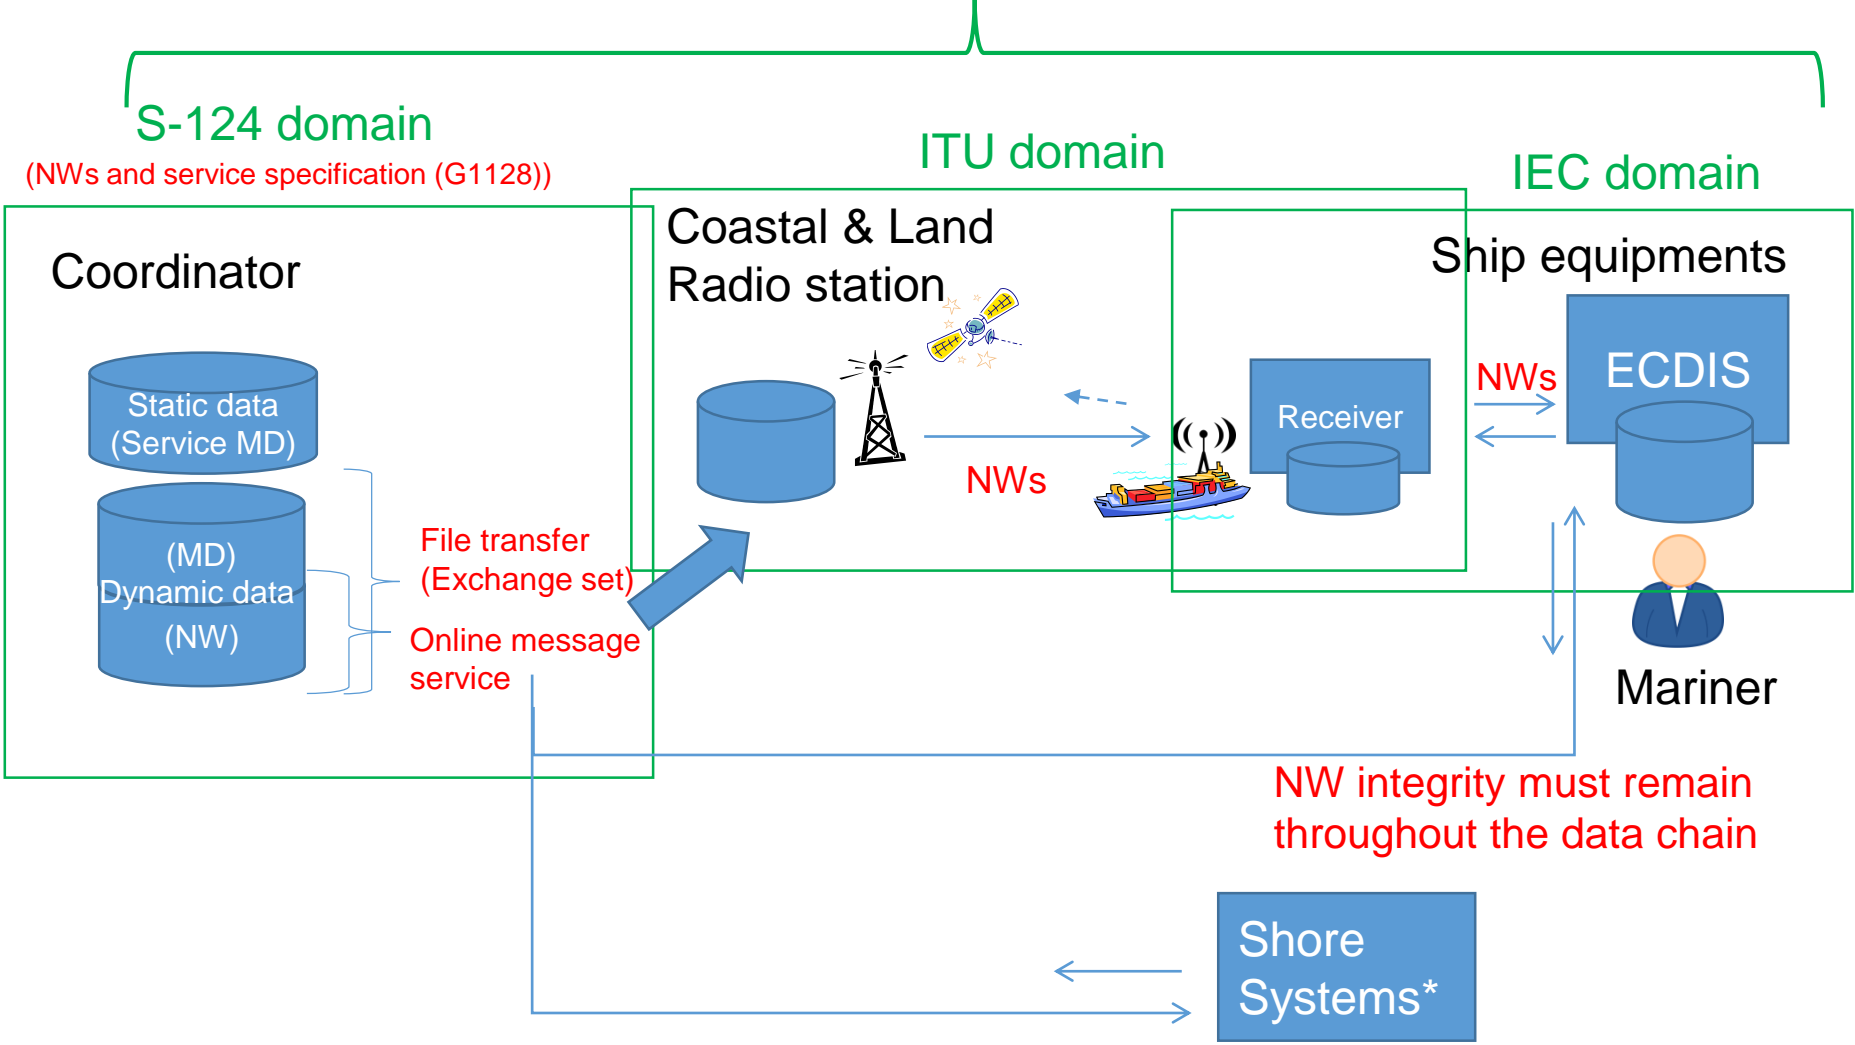 S-124 domain
(NWs and service specification (G1128))
ITU domain
IEC domain
Coordinator
Coastal & Land
Radio station
Ship equipments
Static data
(Service MD)
(MD)
Dynamic data
(NW)
File transfer
(Exchange set)
Online message
service
NWs
Receiver
NWs
ECDIS
Mariner
NW integrity must remain
throughout the data chain
Shore
Systems*